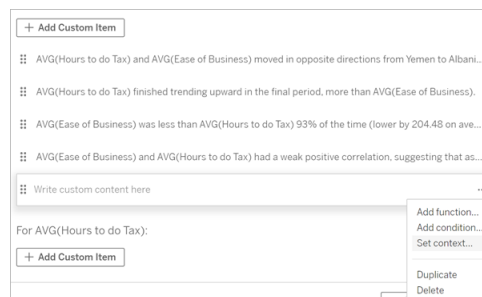 + Add Custom Item
AVG(Hours to do Tax) and AVG(Ease of Business) moved in opposite directions from Yemen to Albani...
AVG(Hours to do Tax) finished trending upward in the final period, more than AVG(Ease of Business).
AVG(Ease of Business) was less than AVG(Hours to do Tax) 93% of the time (lower by 204.48 on ave...
AVG(Ease of Business) and AVG(Hours to do Tax) had a weak positive correlation, suggesting that as...
Write custom content here
Add function...
Add condition...
Set context...
Duplicate
Delete
For AVG(Hours to do Tax):
+ Add Custom Item